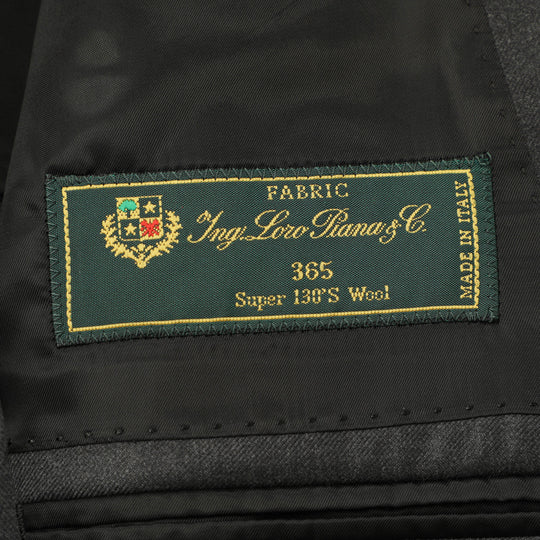 FABRIC
Ing. Loro Piana & C.
365
Super 130'S Wool
MADE IN ITALY